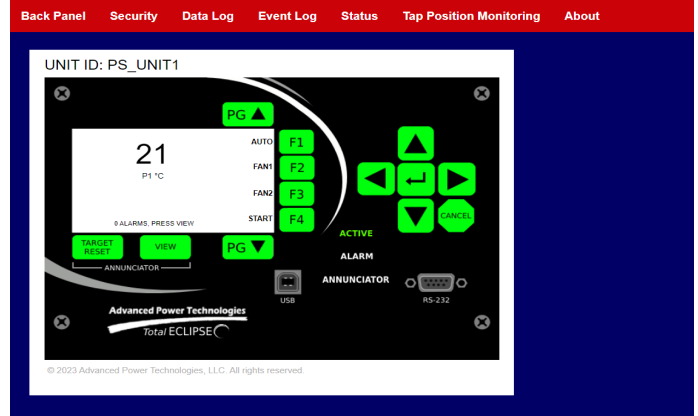 Back Panel Security Data Log Event Log Status Tap Position Monitoring About
UNIT ID: PS_UNIT1
PG
21
P1 °C
AUTO F1
FAN1 F2
FAN2 F3
START F4
0 ALARMS, PRESS VIEW
CANCEL
TARGET RESET VIEW PG
ANNUNCIATOR
ACTIVE
ALARM
ANNUNCIATOR
USB
RS-232
Advanced Power Technologies
Total ECLIPSE
© 2023 Advanced Power Technologies, LLC. All rights reserved.